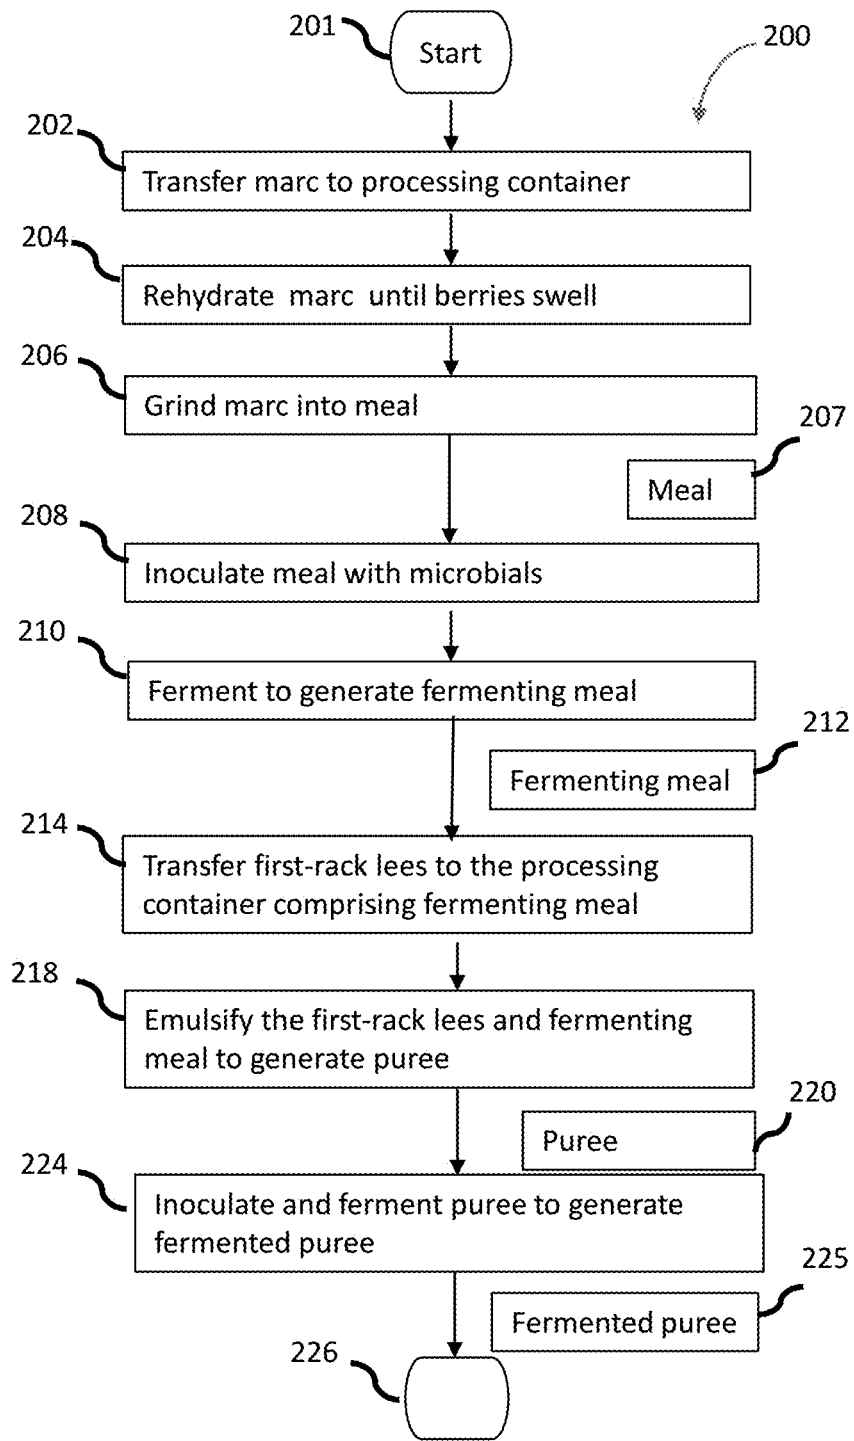 201
Start
200
202
Transfer marc to processing container
204
Rehydrate marc until berries swell
206
Grind marc into meal
207
Meal
208
Inoculate meal with microbials
210
Ferment to generate fermenting meal
212
Fermenting meal
214
Transfer first-rack lees to the processing
container comprising fermenting meal
218
Emulsify the first-rack lees and fermenting
meal to generate puree
220
Puree
224
Inoculate and ferment puree to generate
fermented puree
225
Fermented puree
226